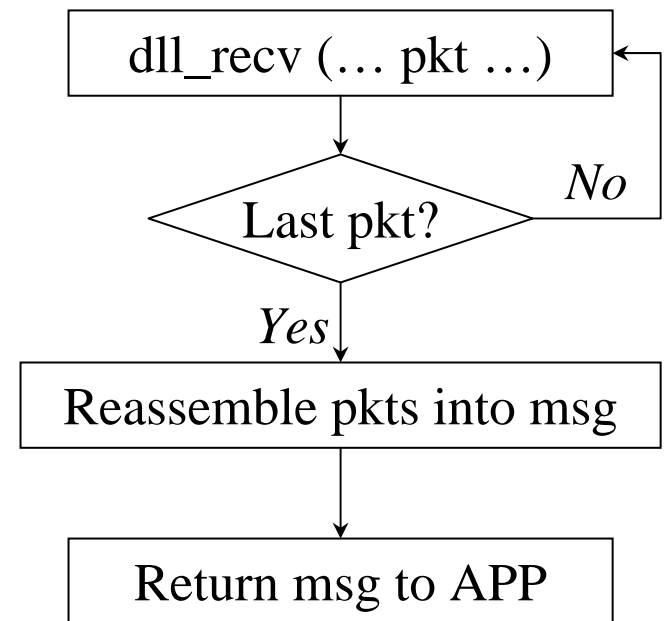 dll_recv (… pkt …)
No
Last pkt?
Yes
Reassemble pkts into msg
Return msg to APP